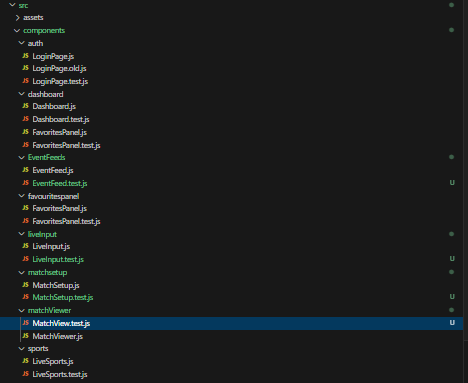 src
assets
components
auth
JS LoginPage.js
JS LoginPage.old.js
JS LoginPage.test.js
dashboard
JS Dashboard.js
JS Dashboard.test.js
JS FavoritesPanel.js
JS FavoritesPanel.test.js
EventFeeds
JS EventFeed.js
JS EventFeed.test.js U
favouritespanel
JS FavoritesPanel.js
JS FavoritesPanel.test.js
liveInput
JS LiveInput.js
JS LiveInput.test.js U
matchsetup
JS MatchSetup.js
JS MatchSetup.test.js U
matchViewer
JS MatchView.test.js U
JS MatchViewer.js
sports
JS LiveSports.js
JS LiveSports.test.js